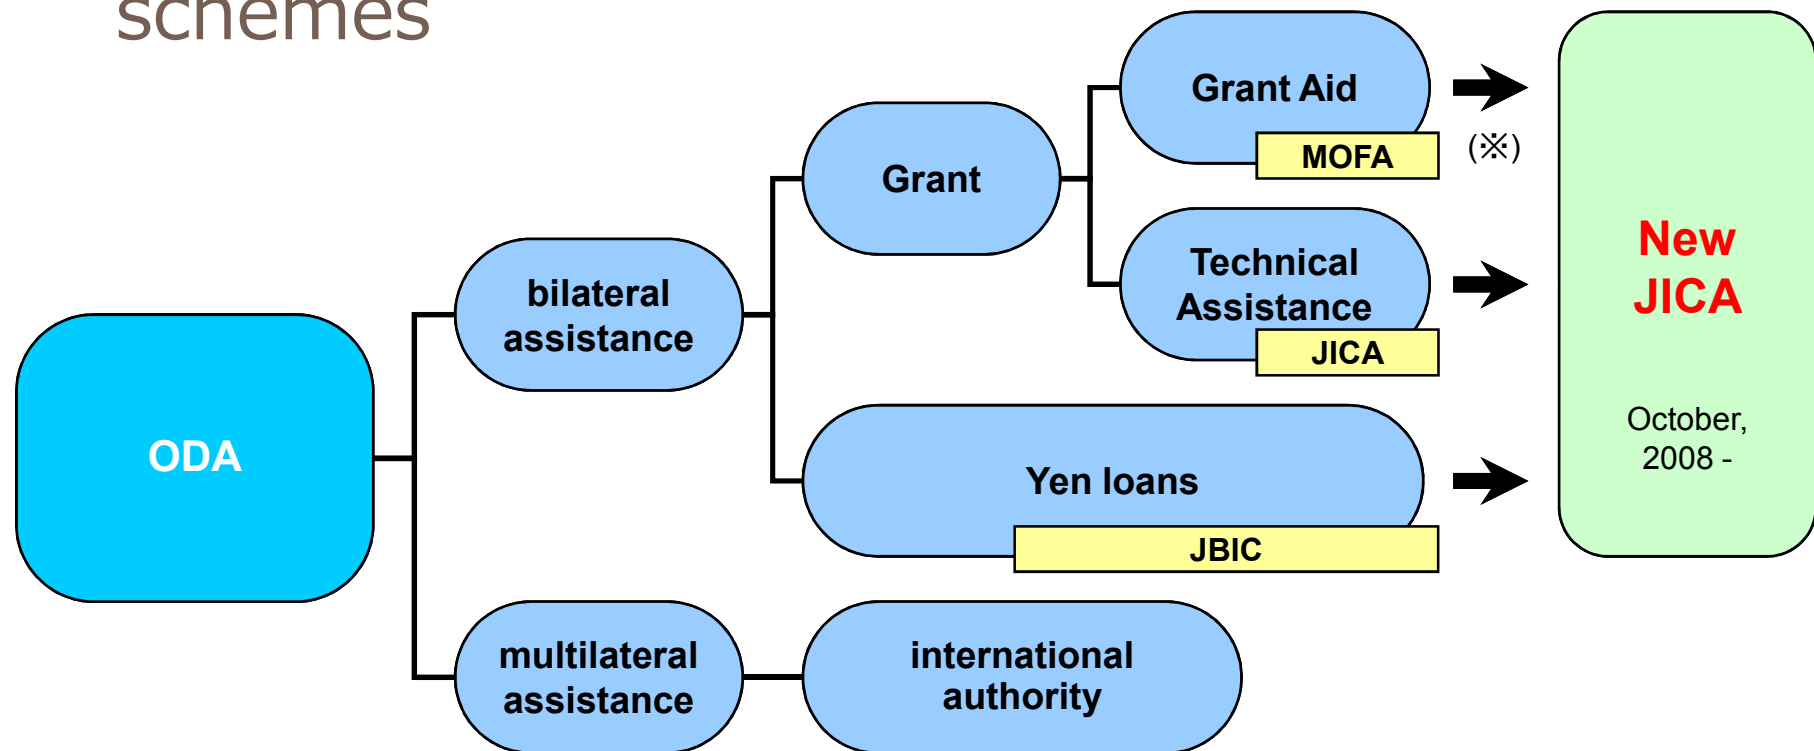 schemes
Grant Aid
MOFA
(※)
Grant
Technical
Assistance
JICA
bilateral
assistance
ODA
Yen loans
JBIC
multilateral
assistance
international
authority
New
JICA
October,
2008 -